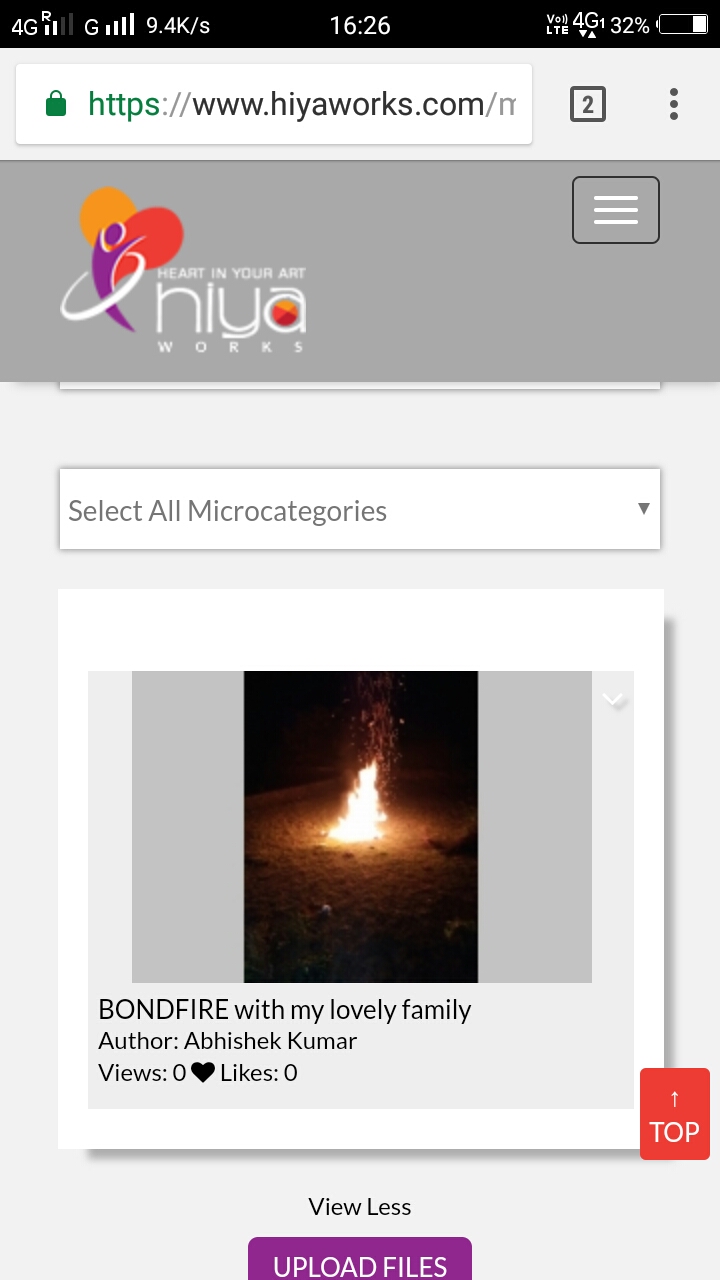 4G R G 9.4K/s 16:26 Vo)) LTE 4G1 32%
https://www.hiyaworks.com/m
2
HEART IN YOUR ART
hiya
WORKS
Select All Microcategories
BONDFIRE with my lovely family
Author: Abhishek Kumar
Views: 0 Likes: 0
↑
TOP
View Less
UPLOAD FILES